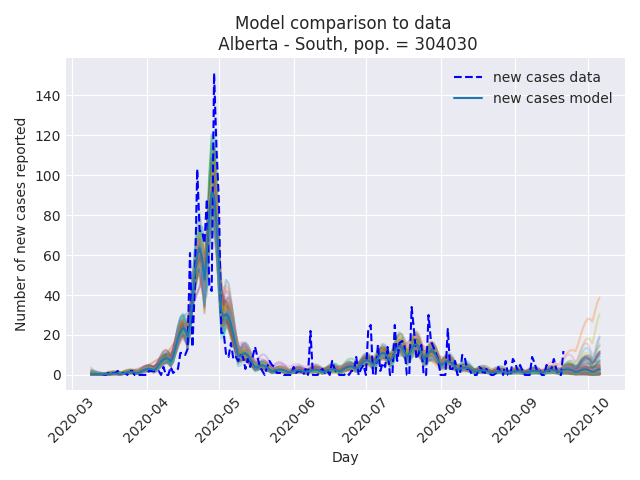 Model comparison to data
Alberta - South, pop. = 304030
new cases data
new cases model
Number of new cases reported
140
120
100
80
60
40
20
0
2020-03
2020-04
2020-05
2020-06
2020-07
2020-08
2020-09
2020-10
Day